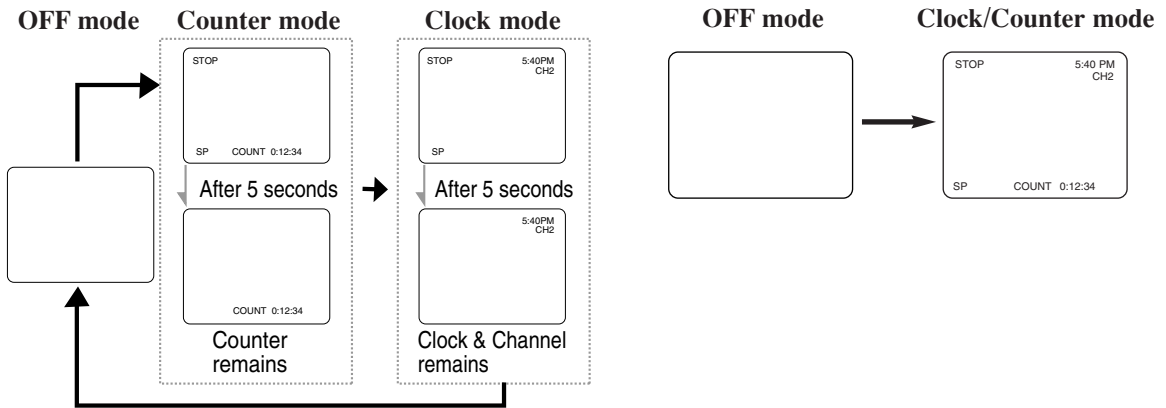 OFF mode
Counter mode
Clock mode
STOP
SP COUNT 0:12:34
After 5 seconds
COUNT 0:12:34
Counter
remains
STOP 5:40PM
CH2
SP
After 5 seconds
5:40PM
CH2
Clock & Channel
remains
OFF mode
Clock/Counter mode
STOP 5:40 PM
CH2
SP COUNT 0:12:34